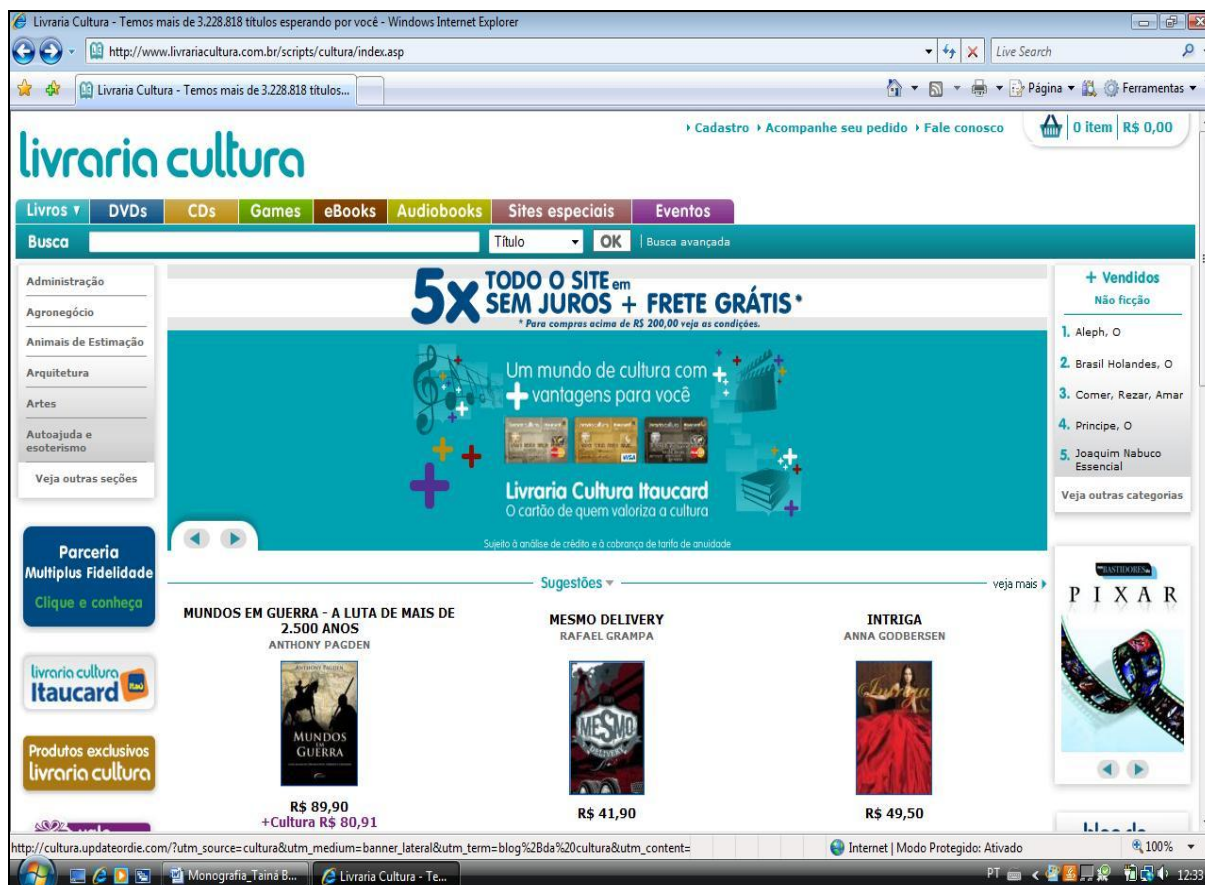 Livraria Cultura - Temos mais de 3.228.818 títulos esperando por você - Windows Internet Explorer
http://www.livrariacultura.com.br/scripts/cultura/index.asp
Live Search
Livraria Cultura - Temos mais de 3.228.818 títulos...
Página
Ferramentas
Cadastro
Acompanhe seu pedido
Fale conosco
0 item
R$ 0,00
livraria cultura
Livros DVDs CDs Games eBooks Audiobooks Sites especiais Eventos
Busca Título OK Busca avançada
Administração
Agronegócio
Animais de Estimação
Arquitetura
Artes
Autoajuda e
esoterismo
Veja outras seções
Parceria
Multiplus Fidelidade
Clique e conheça
livraria cultura
Itaucard
Itaú
Produtos exclusivos
livraria cultura
5x TODO O SITE em
SEM JUROS + FRETE GRÁTIS *
* Para compras acima de R$ 200,00 veja as condições.
Um mundo de cultura com
+ vantagens para você
Livraria Cultura Itaucard
O cartão de quem valoriza a cultura
Sujeito à análise de crédito e à cobrança de tarifa de anuidade
Sugestões
veja mais
MUNDOS EM GUERRA - A LUTA DE MAIS DE
2.500 ANOS
ANTHONY PAGDEN
ANTHONY PAGDEN
MUNDOS
EM
GUERRA
R$ 89,90
+Cultura R$ 80,91
MESMO DELIVERY
RAFAEL GRAMPA
MESMO
DELIVERY
R$ 41,90
INTRIGA
ANNA GODBERSEN
Intriga
R$ 49,50
+ Vendidos
Não ficção
1. Aleph, O
2. Brasil Holandes, O
3. Comer, Rezar, Amar
4. Principe, O
5. Joaquim Nabuco
Essencial
Veja outras categorias
BASTIDORES
PIXAR
http://cultura.updateordie.com/?utm_source=cultura&utm_medium=banner_lateral&utm_term=blog%2Bda%20cultura&utm_content=
Internet | Modo Protegido: Ativado
100%
Monografia_Tainá B...
Livraria Cultura - Te...
PT
12:33